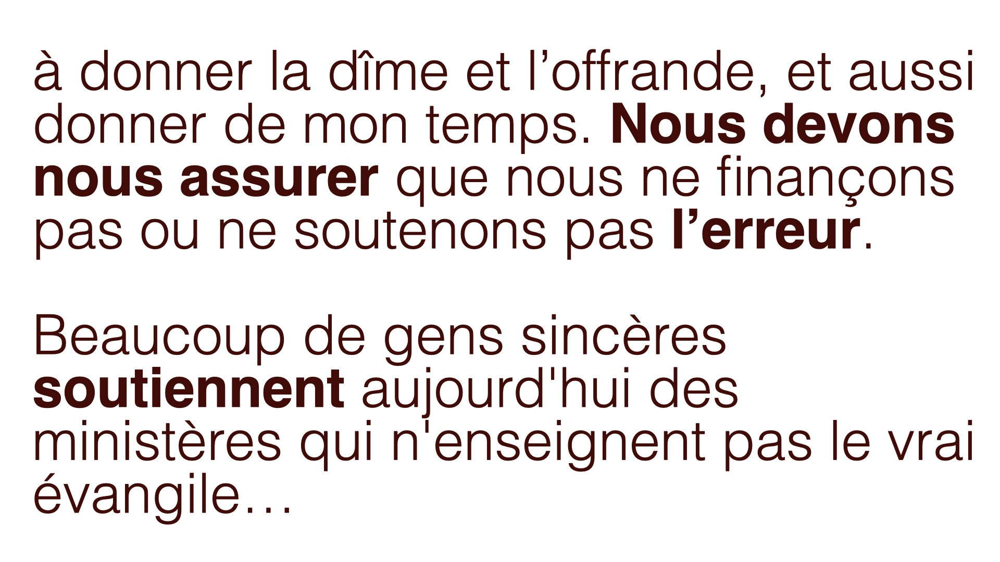 à donner la dîme et l’offrande, et aussi
donner de mon temps. Nous devons
nous assurer que nous ne finançons
pas ou ne soutenons pas l’erreur.
Beaucoup de gens sincères
soutiennent aujourd'hui des
ministères qui n'enseignent pas le vrai
évangile…